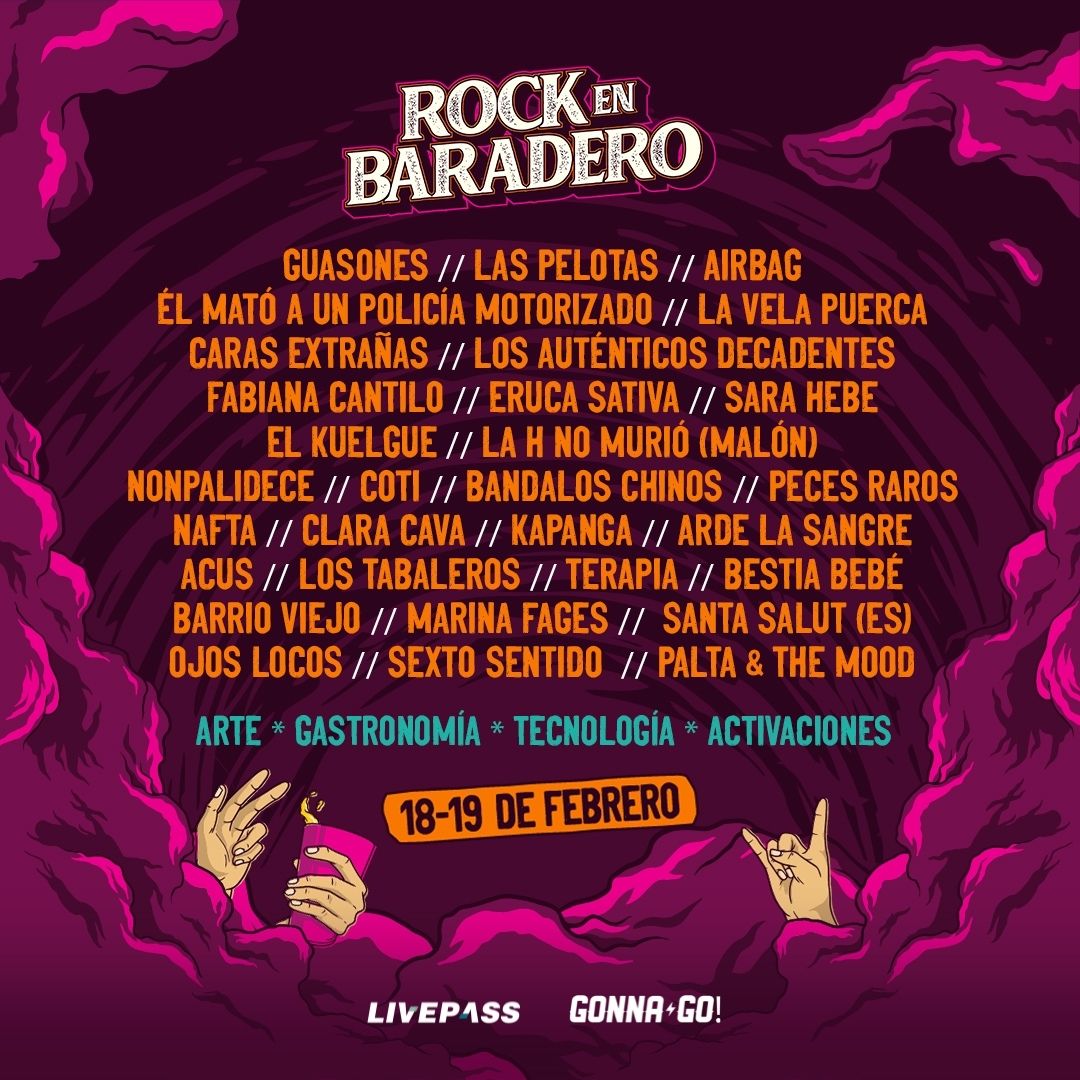 ROCK EN
BARADERO
GUASONES // LAS PELOTAS // AIRBAG
ÉL MATÓ A UN POLICÍA MOTORIZADO // LA VELA PUERCA
CARAS EXTRAÑAS // LOS AUTÉNTICOS DECADENTES
FABIANA CANTILO // ERUCA SATIVA // SARA HEBE
EL KUELGUE // LA H NO MURIÓ (MALÓN)
NONPALIDECE // COTI // BANDALOS CHINOS // PECES RAROS
NAFTA // CLARA CAVA // KAPANGA // ARDE LA SANGRE
ACUS // LOS TABALEROS // TERAPIA // BESTIA BEBÉ
BARRIO VIEJO // MARINA FAGES // SANTA SALUT (ES)
OJOS LOCOS // SEXTO SENTIDO // PALTA & THE MOOD
ARTE * GASTRONOMÍA * TECNOLOGÍA * ACTIVACIONES
18-19 DE FEBRERO
LIVEPASS GONNA GO!